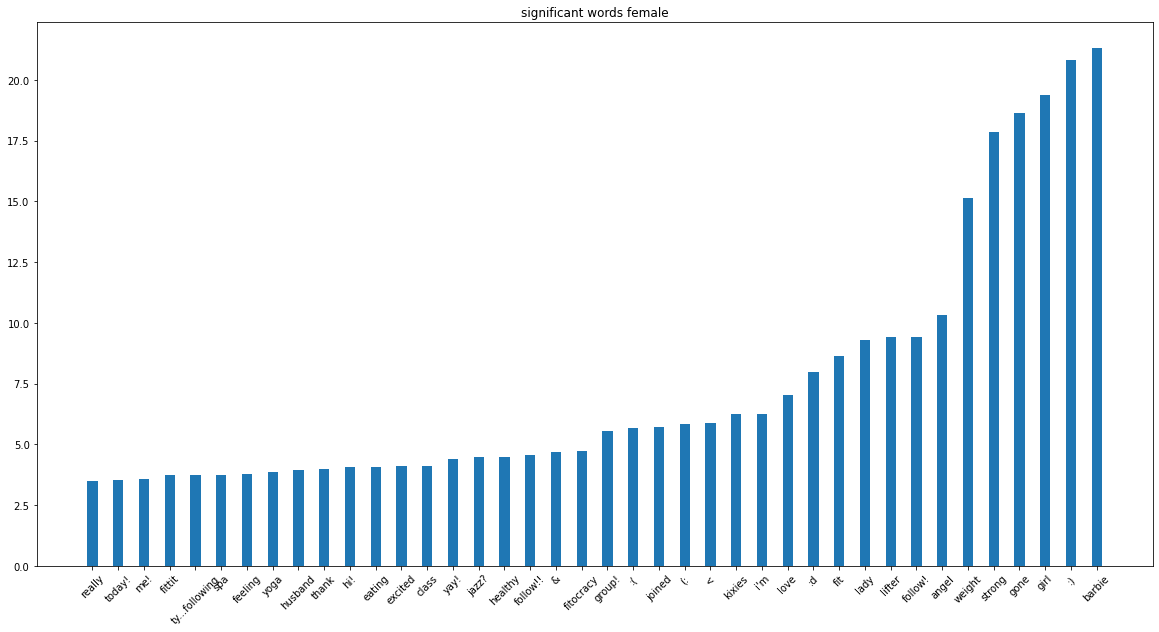 significant words female
20.0
17.5
15.0
12.5
10.0
7.5
5.0
2.5
0.0
really
today!
me!
fittit
ty...following
spa
feeling
yoga
husband
thank
hi!
eating
excited
class
yay!
jazz?
healthy
follow!!
&
fitocracy
group!
:(
joined
(:
<
kixies
i'm
love
:d
fit
lady
lifter
follow!
angel
weight
strong
gone
girl
:)
barbie